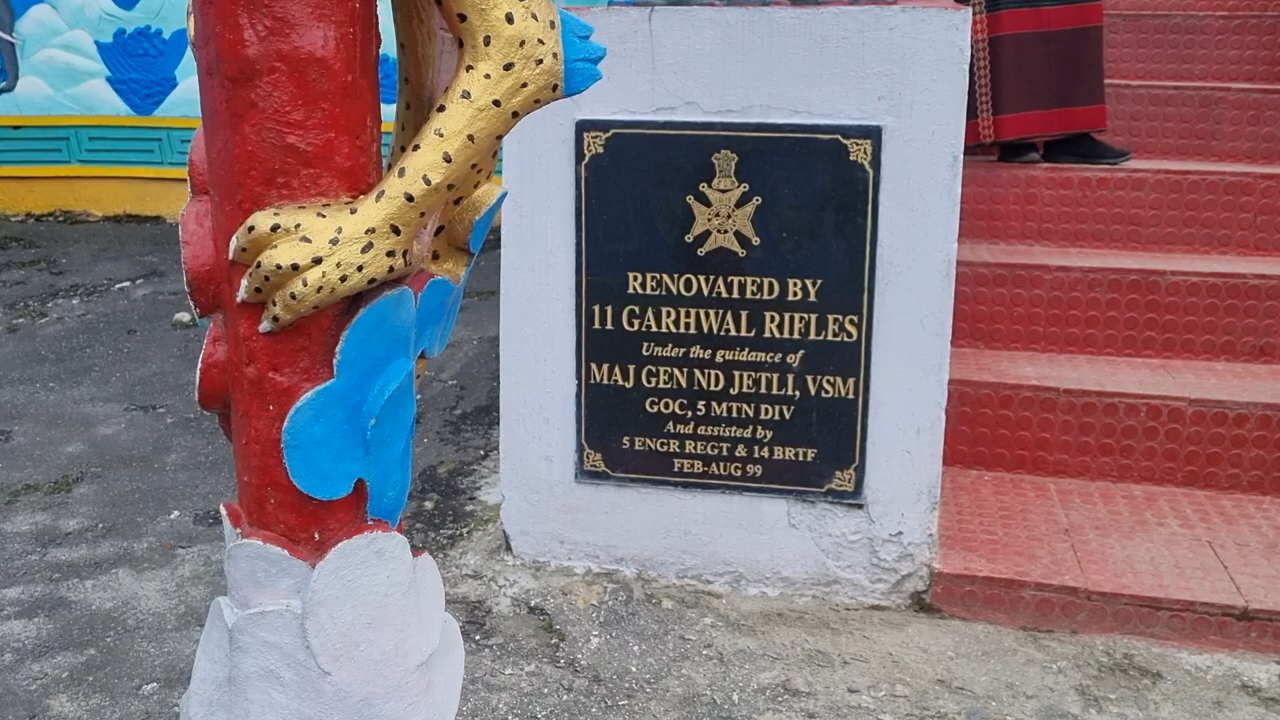 RENOVATED BY
11 GARHWAL RIFLES
Under the guidance of
MAJ GEN ND JETLI, VSM
GOC, 5 MTN DIV
And assisted by
5 ENGR REGT & 14 BRTF
FEB-AUG 99